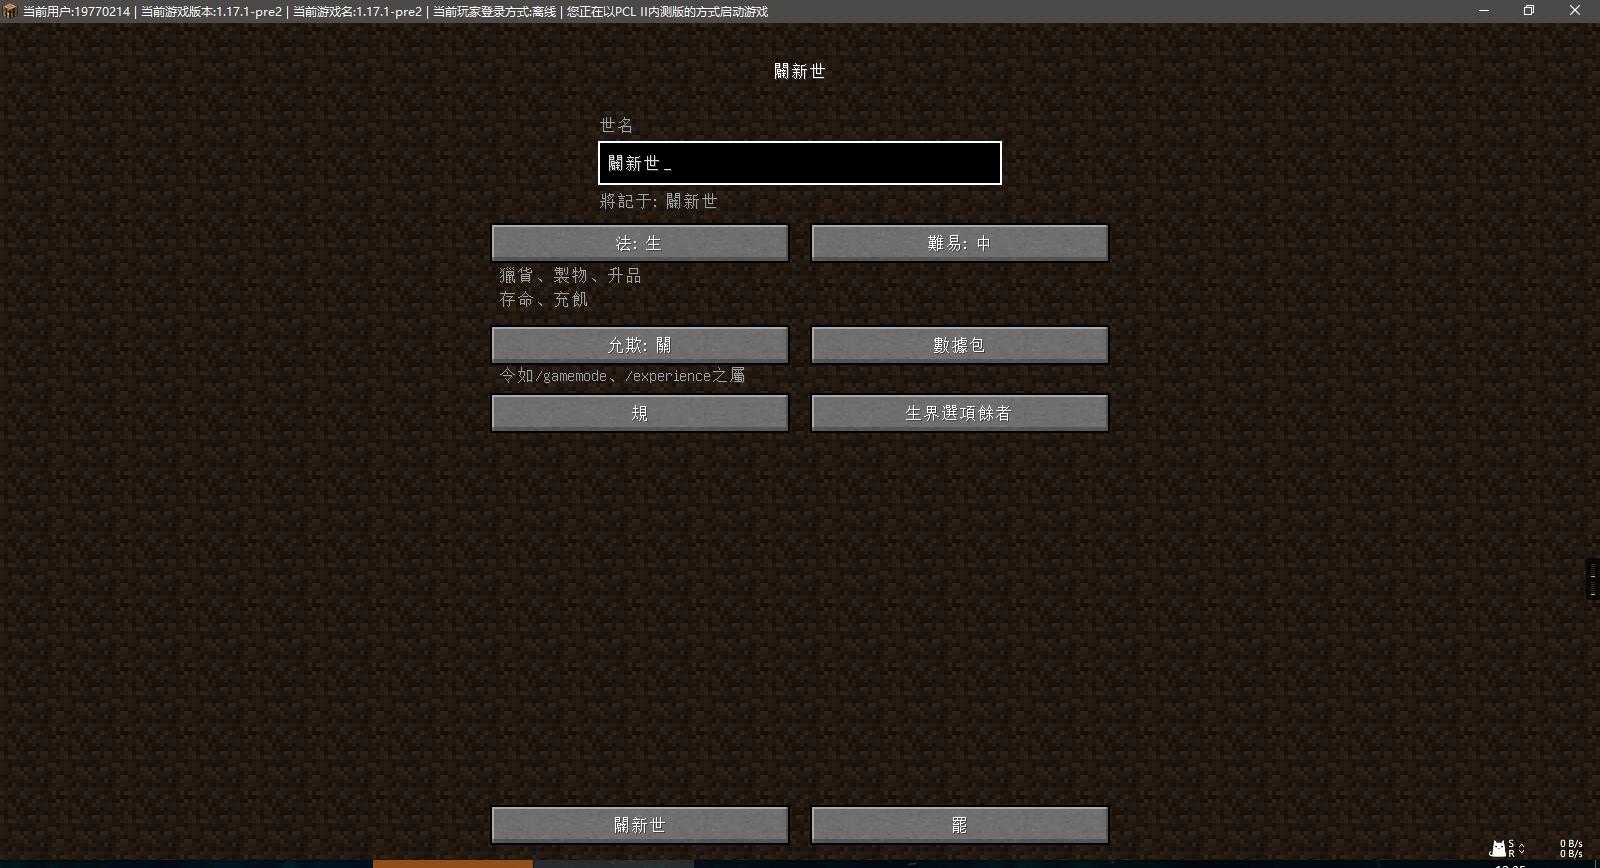 当前用户:19770214 | 当前游戏版本:1.17.1-pre2 | 当前游戏名:1.17.1-pre2 | 当前玩家登录方式:离线 | 您正在以PCL II内测版的方式启动游戏
闢新世
世名
闢新世_
將記于: 闢新世
法: 生
難易: 中
獵貨、製物、升品
存命、充飢
允欺: 關
數據包
令如/gamemode、/experience之屬
規
生界選項餘者
闢新世
罷
S
R
0 B/s
0 B/s